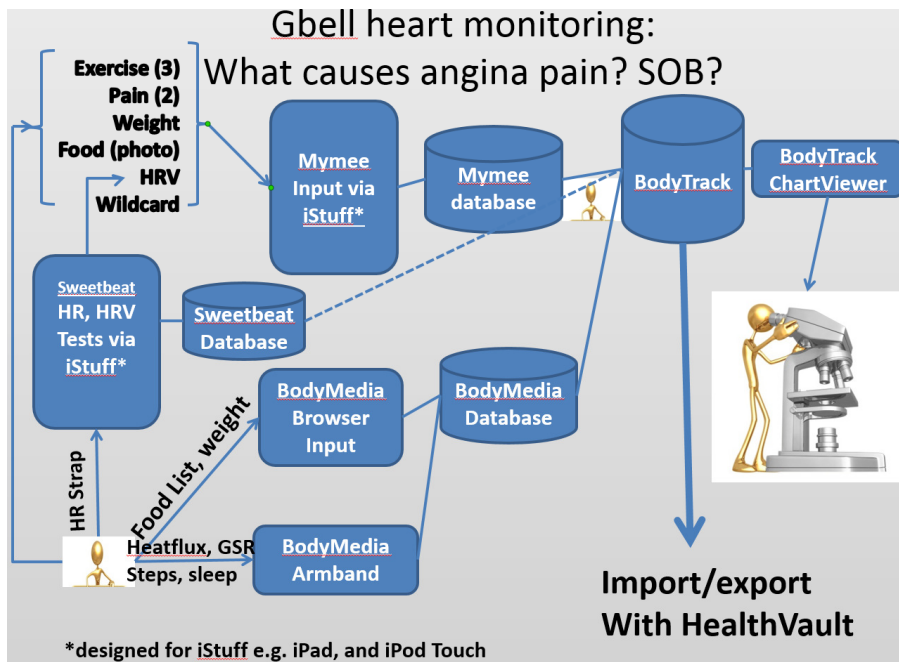 Gbell heart monitoring:
What causes angina pain? SOB?
Exercise (3)
Pain (2)
Weight
Food (photo)
HRV
Wildcard
Mymee
Input via
iStuff*
Mymee
database
BodyTrack
BodyTrack
ChartViewer
Sweetbeat
HR, HRV
Tests via
iStuff*
Sweetbeat
Database
BodyMedia
Browser
Input
BodyMedia
Database
HR Strap
Food List, weight
Heatflux, GSR
Steps, sleep
BodyMedia
Armband
Import/export
With HealthVault
*designed for iStuff e.g. iPad, and iPod Touch